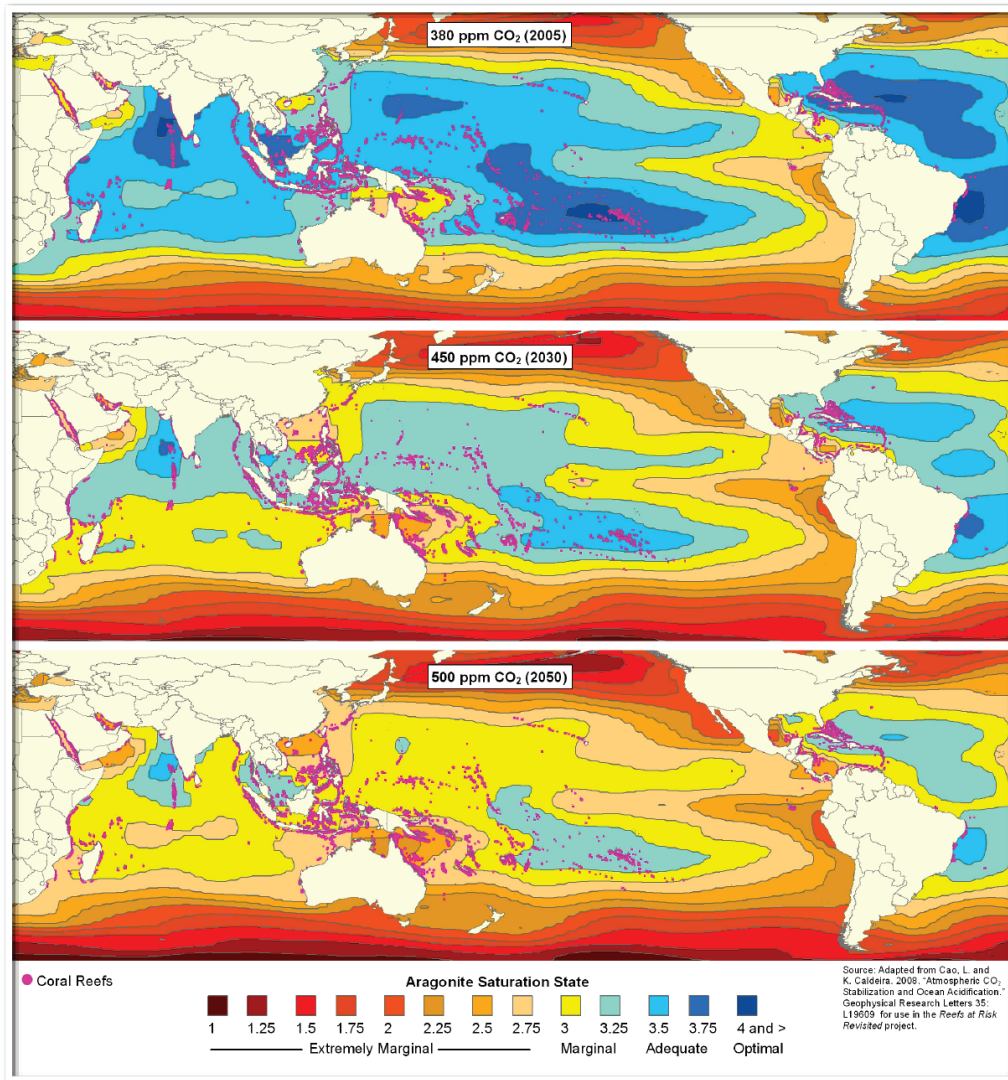 380 ppm CO₂ (2005)
450 ppm CO₂ (2030)
500 ppm CO₂ (2050)
Coral Reefs
Aragonite Saturation State
1 1.25 1.5 1.75 2 2.25 2.5 2.75 3 3.25 3.5 3.75 4 and >
Extremely Marginal Marginal Adequate Optimal
Source: Adapted from Cao, L. and
K. Caldeira. 2008. "Atmospheric CO₂
Stabilization and Ocean Acidification."
Geophysical Research Letters 35:
L19609 for use in the Reefs at Risk
Revisited project.